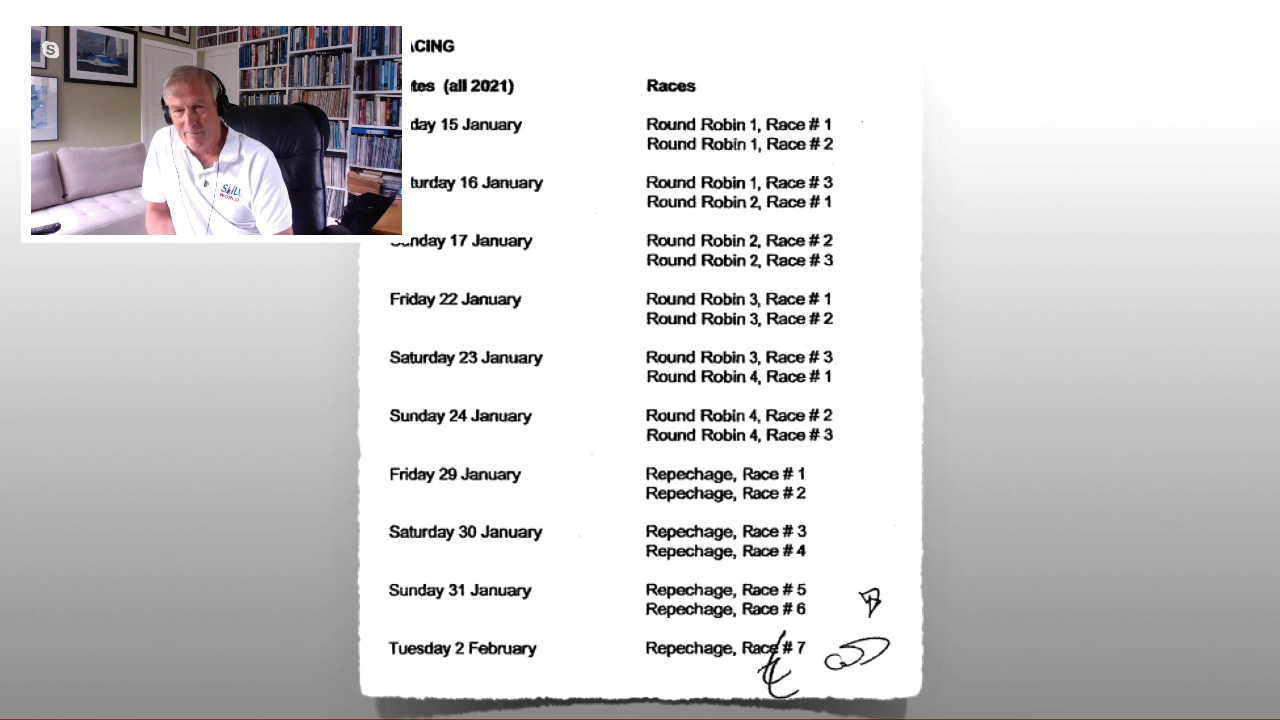 ACING
tes (all 2021) Races
day 15 January Round Robin 1, Race # 1
Round Robin 1, Race # 2
turday 16 January Round Robin 1, Race # 3
Round Robin 2, Race # 1
Sunday 17 January Round Robin 2, Race # 2
Round Robin 2, Race # 3
Friday 22 January Round Robin 3, Race # 1
Round Robin 3, Race # 2
Saturday 23 January Round Robin 3, Race # 3
Round Robin 4, Race # 1
Sunday 24 January Round Robin 4, Race # 2
Round Robin 4, Race # 3
Friday 29 January Repechage, Race # 1
Repechage, Race # 2
Saturday 30 January Repechage, Race # 3
Repechage, Race # 4
Sunday 31 January Repechage, Race # 5
Repechage, Race # 6
Tuesday 2 February Repechage, Race # 7
S
SAIL
WORLD